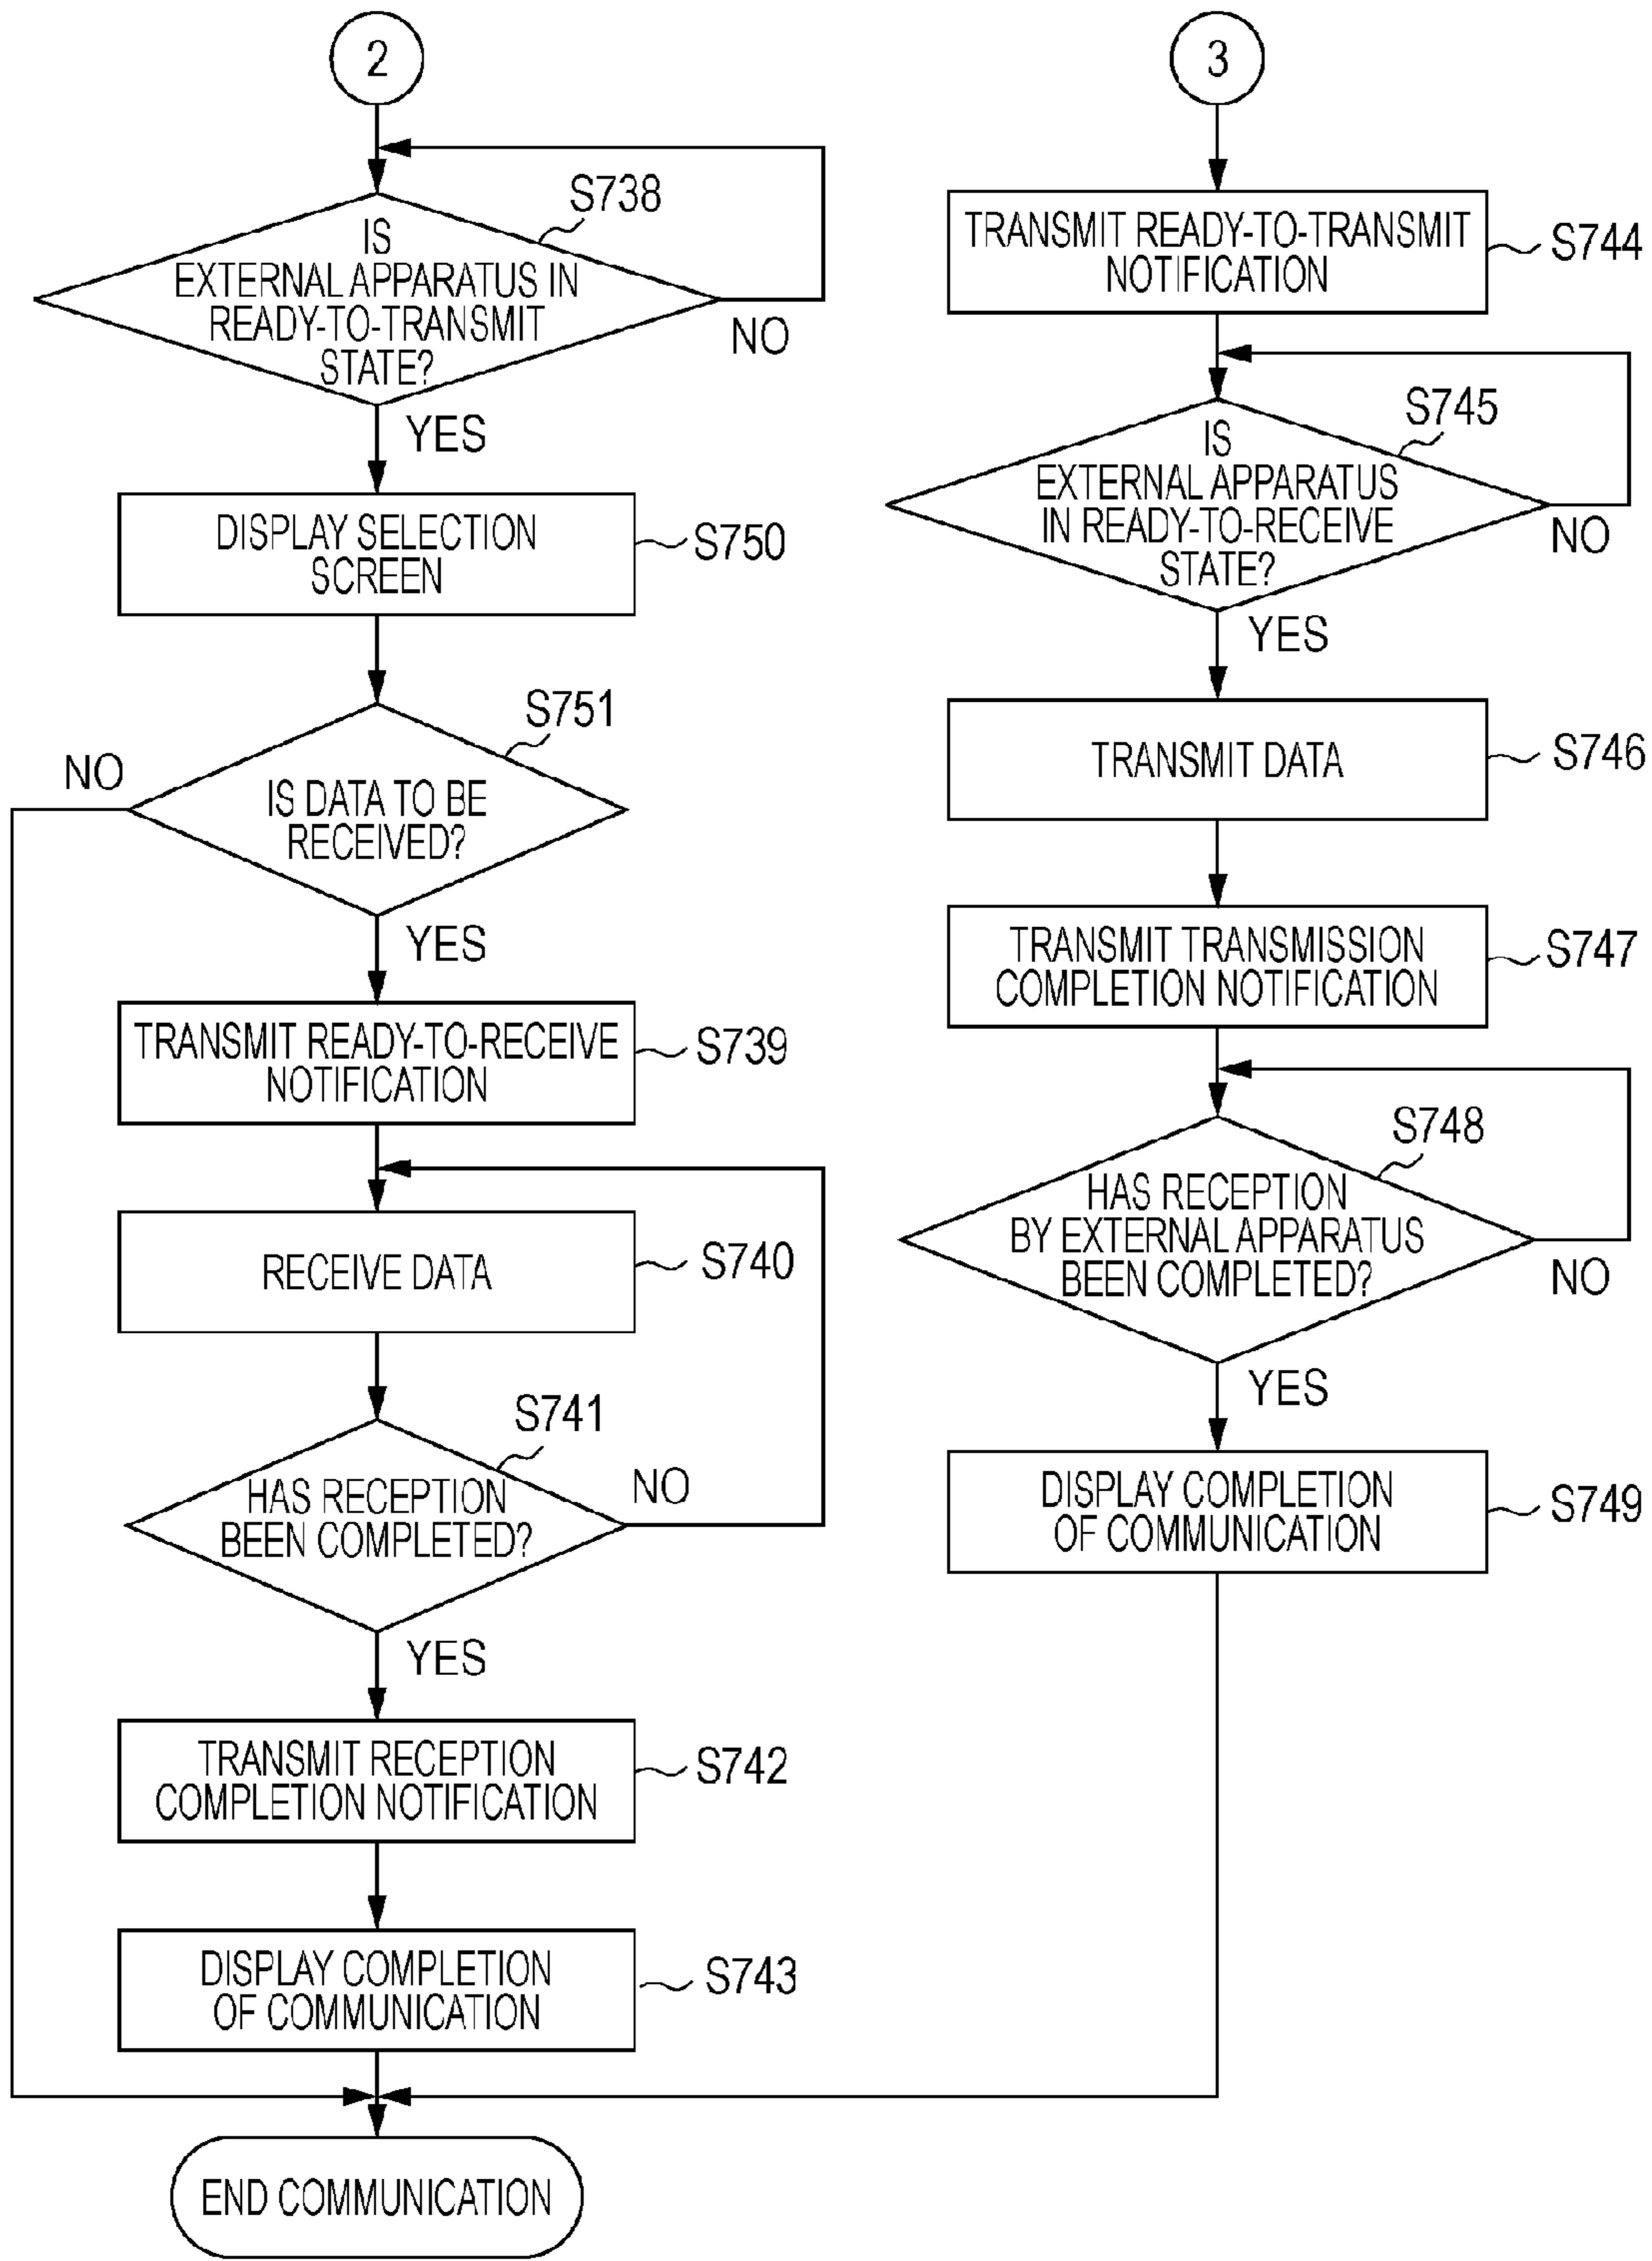 2
S738
IS
EXTERNAL APPARATUS IN
READY-TO-TRANSMIT
STATE?
NO
YES
DISPLAY SELECTION
SCREEN
S750
S751
NO
IS DATA TO BE
RECEIVED?
YES
TRANSMIT READY-TO-RECEIVE
NOTIFICATION
S739
RECEIVE DATA
S740
S741
HAS RECEPTION
BEEN COMPLETED?
NO
YES
TRANSMIT RECEPTION
COMPLETION NOTIFICATION
S742
DISPLAY COMPLETION
OF COMMUNICATION
S743
END COMMUNICATION
3
TRANSMIT READY-TO-TRANSMIT
NOTIFICATION
S744
S745
IS
EXTERNAL APPARATUS
IN READY-TO-RECEIVE
STATE?
NO
YES
TRANSMIT DATA
S746
TRANSMIT TRANSMISSION
COMPLETION NOTIFICATION
S747
S748
HAS RECEPTION
BY EXTERNAL APPARATUS
BEEN COMPLETED?
NO
YES
DISPLAY COMPLETION
OF COMMUNICATION
S749